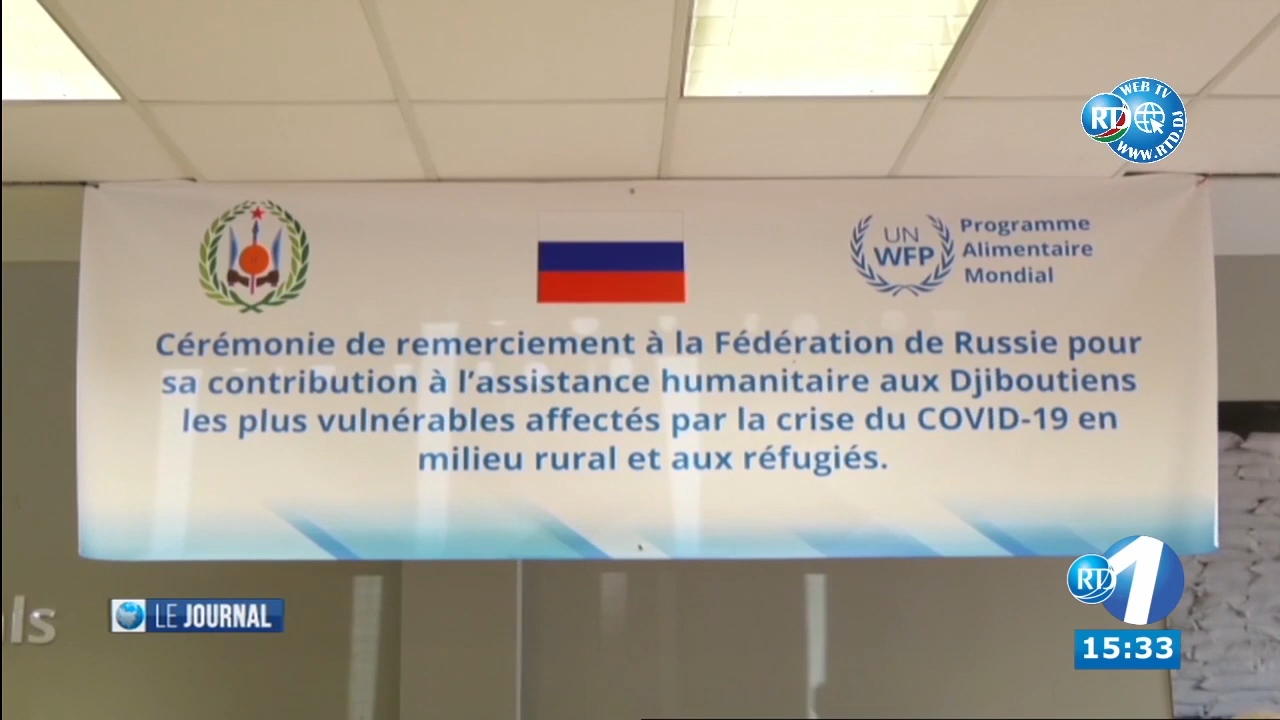 WEB TV
RTD
WWW.RTD.DJ
UN
WFP
Programme
Alimentaire
Mondial
Cérémonie de remerciement à la Fédération de Russie pour
sa contribution à l'assistance humanitaire aux Djiboutiens
les plus vulnérables affectés par la crise du COVID-19 en
milieu rural et aux réfugiés.
als
LE JOURNAL
RTD 1
15:33